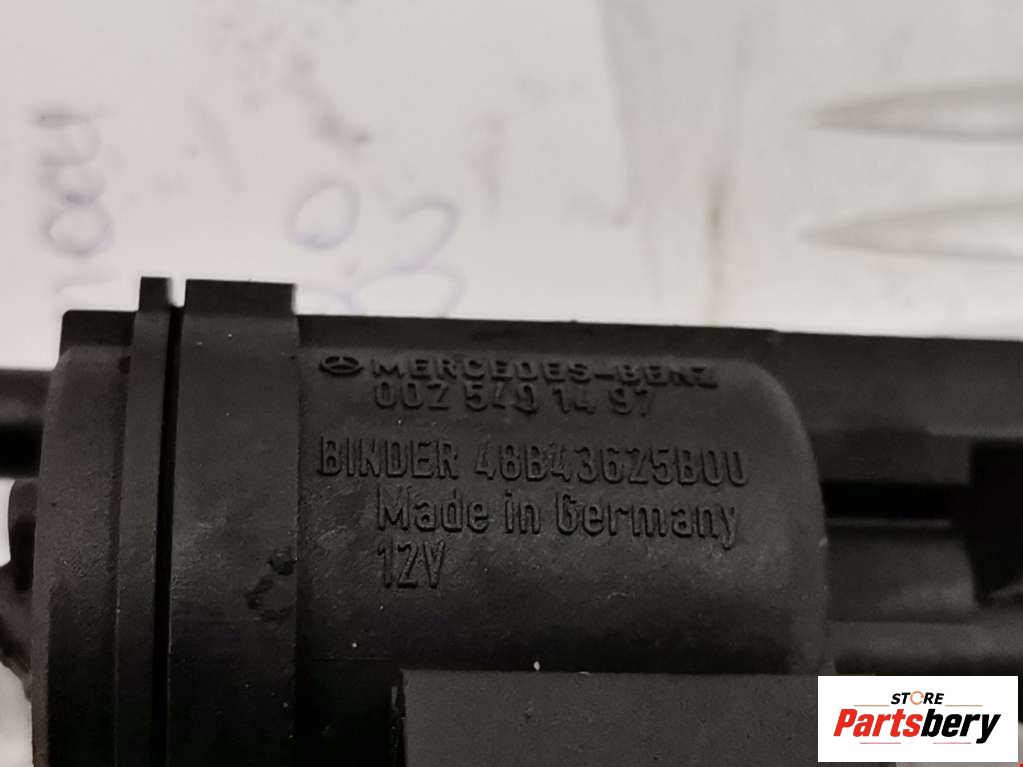 MERCEDES-BENZ
002 540 14 97
BINDER 48B43625B00
Made in Germany
12V
STORE
Partsbery